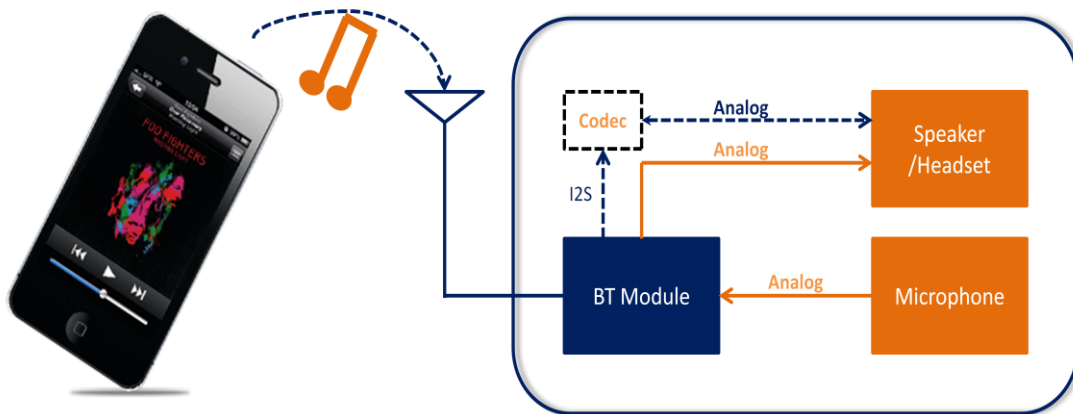 FOO FIGHTERS
Codec
Analog
Analog
Speaker
/Headset
I2S
BT Module
Analog
Microphone